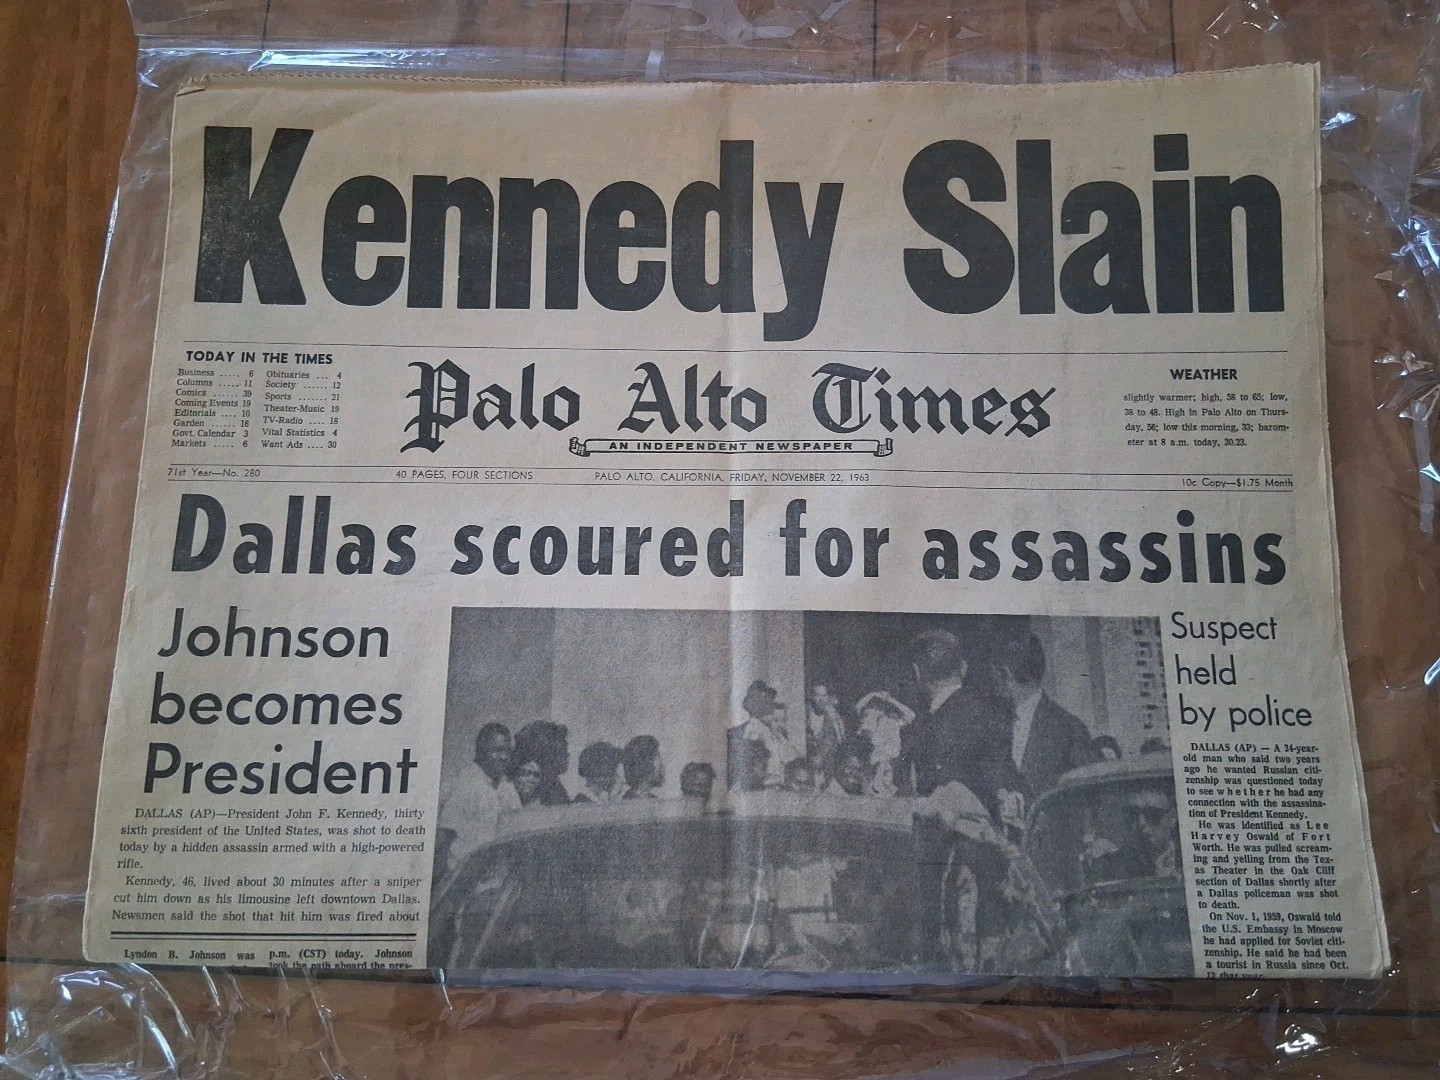 Kennedy Slain
TODAY IN THE TIMES
Business ..... 6
Columns ..... 11
Comics ...... 39
Coming Events 19
Editorials .... 10
Garden ...... 16
Govt. Calendar 3
Markets ..... 6
Obituaries ... 4
Society ...... 12
Sports ....... 21
Theater-Music 19
TV-Radio .... 18
Vital Statistics 4
Want Ads .... 30
Palo Alto Times
AN INDEPENDENT NEWSPAPER
WEATHER
slightly warmer; high, 58 to 65; low,
38 to 48. High in Palo Alto on Thurs-
day, 56; low this morning, 33; barom-
eter at 8 a.m. today, 30.23.
71st Year—No. 280
40 PAGES, FOUR SECTIONS
PALO ALTO, CALIFORNIA, FRIDAY, NOVEMBER 22, 1963
10c Copy—$1.75 Month
Dallas scoured for assassins
Johnson
becomes
President
DALLAS (AP)—President John F. Kennedy, thirty
sixth president of the United States, was shot to death
today by a hidden assassin armed with a high-powered
rifle.
Kennedy, 46, lived about 30 minutes after a sniper
cut him down as his limousine left downtown Dallas.
Newsmen said the shot that hit him was fired about
Lyndon B. Johnson was
p.m. (CST) today. Johnson
took the oath aboard the pres-
Suspect
held
by police
DALLAS (AP) — A 24-year-
old man who said two years
ago he wanted Russian citi-
zenship was questioned today
to see whether he had any
connection with the assassina-
tion of President Kennedy.
He was identified as Lee
Harvey Oswald of Fort
Worth. He was pulled scream-
ing and yelling from the Tex-
as Theater in the Oak Cliff
section of Dallas shortly after
a Dallas policeman was shot
to death.
On Nov. 1, 1959, Oswald told
the U.S. Embassy in Moscow
he had applied for Soviet citi-
zenship. He said he had been
a tourist in Russia since Oct.
13 that year.